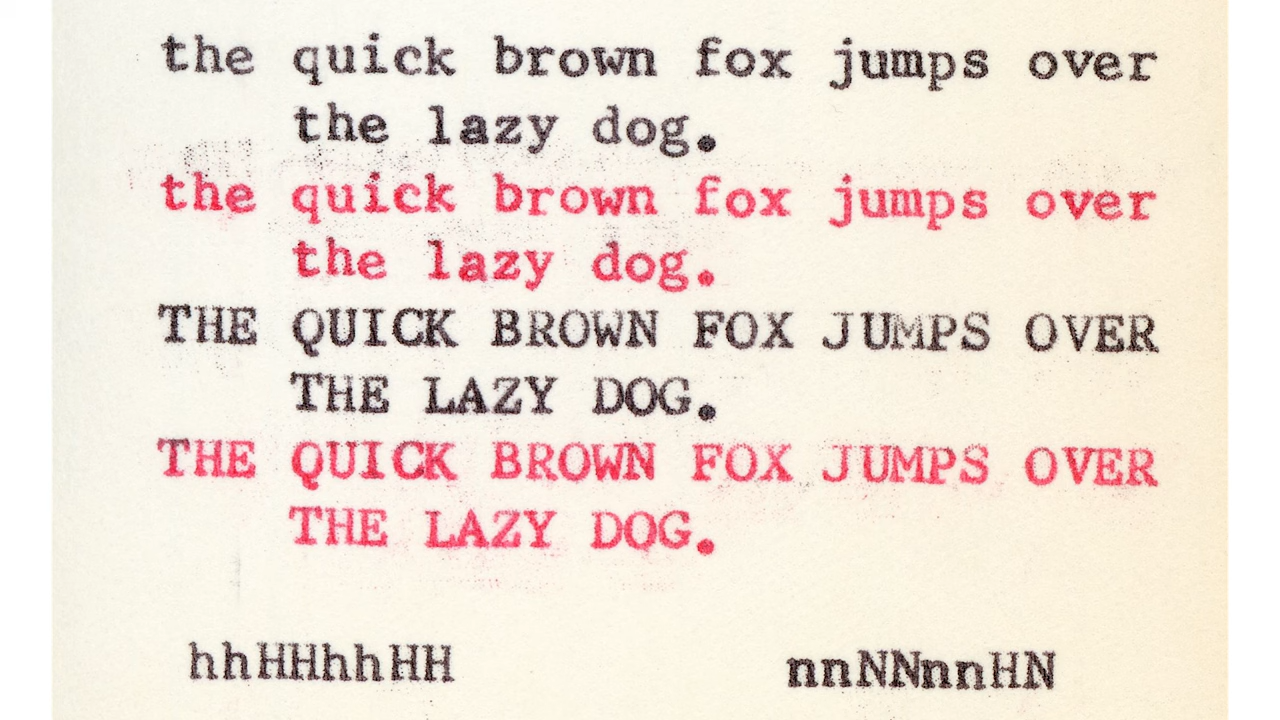 the quick brown fox jumps over
the lazy dog.
the quick brown fox jumps over
the lazy dog.
THE QUICK BROWN FOX JUMPS OVER
THE LAZY DOG.
THE QUICK BROWN FOX JUMPS OVER
THE LAZY DOG.
hhHHhhHH nnNNnnHN